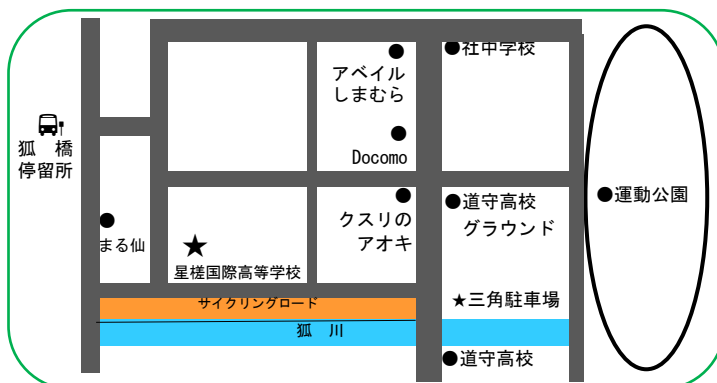 ●社中学校
●
アベイル
しまむら
狐　橋
停留所
●
Docomo
●
クスリの
アオキ
●道守高校
グラウンド
●運動公園
●
まる仙
★
星槎国際高等学校
サイクリングロード
★三角駐車場
狐　川
●道守高校